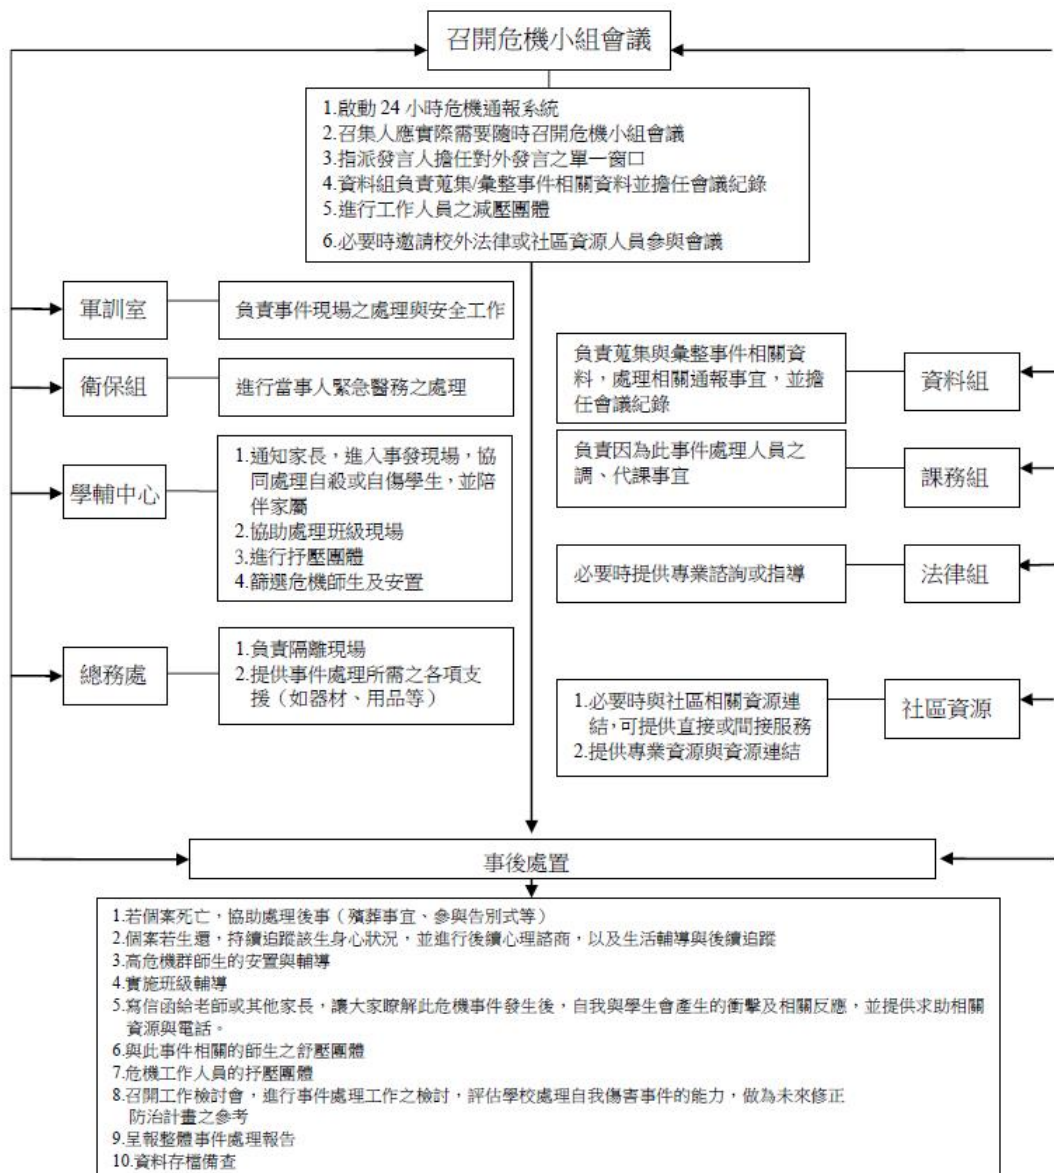 召開危機小組會議
1.啟動 24 小時危機通報系統
2.召集人應實際需要隨時召開危機小組會議
3.指派發言人擔任對外發言之單一窗口
4.資料組負責蒐集/彙整事件相關資料並擔任會議紀錄
5.進行工作人員之減壓團體
6.必要時邀請校外法律或社區資源人員參與會議
軍訓室
負責事件現場之處理與安全工作
衛保組
進行當事人緊急醫務之處理
學輔中心
1.通知家長，進入事發現場，協
同處理自殺或自傷學生，並陪
伴家屬
2.協助處理班級現場
3.進行抒壓團體
4.篩選危機師生及安置
總務處
1.負責隔離現場
2.提供事件處理所需之各項支
援（如器材、用品等）
負責蒐集與彙整事件相關資
料，處理相關通報事宜，並擔
任會議紀錄
資料組
負責因為此事件處理人員之
調、代課事宜
課務組
必要時提供專業諮詢或指導
法律組
1.必要時與社區相關資源連
結，可提供直接或間接服務
2.提供專業資源與資源連結
社區資源
事後處置
1.若個案死亡，協助處理後事（殯葬事宜、參與告別式等）
2.個案若生還，持續追蹤該生身心狀況，並進行後續心理諮商，以及生活輔導與後續追蹤
3.高危機群師生的安置與輔導
4.實施班級輔導
5.寫信函給老師或其他家長，讓大家瞭解此危機事件發生後，自我與學生會產生的衝擊及相關反應，並提供求助相關
資源與電話。
6.與此事件相關的師生之舒壓團體
7.危機工作人員的抒壓團體
8.召開工作檢討會，進行事件處理工作之檢討，評估學校處理自我傷害事件的能力，做為未來修正
防治計畫之參考
9.呈報整體事件處理報告
10.資料存檔備查